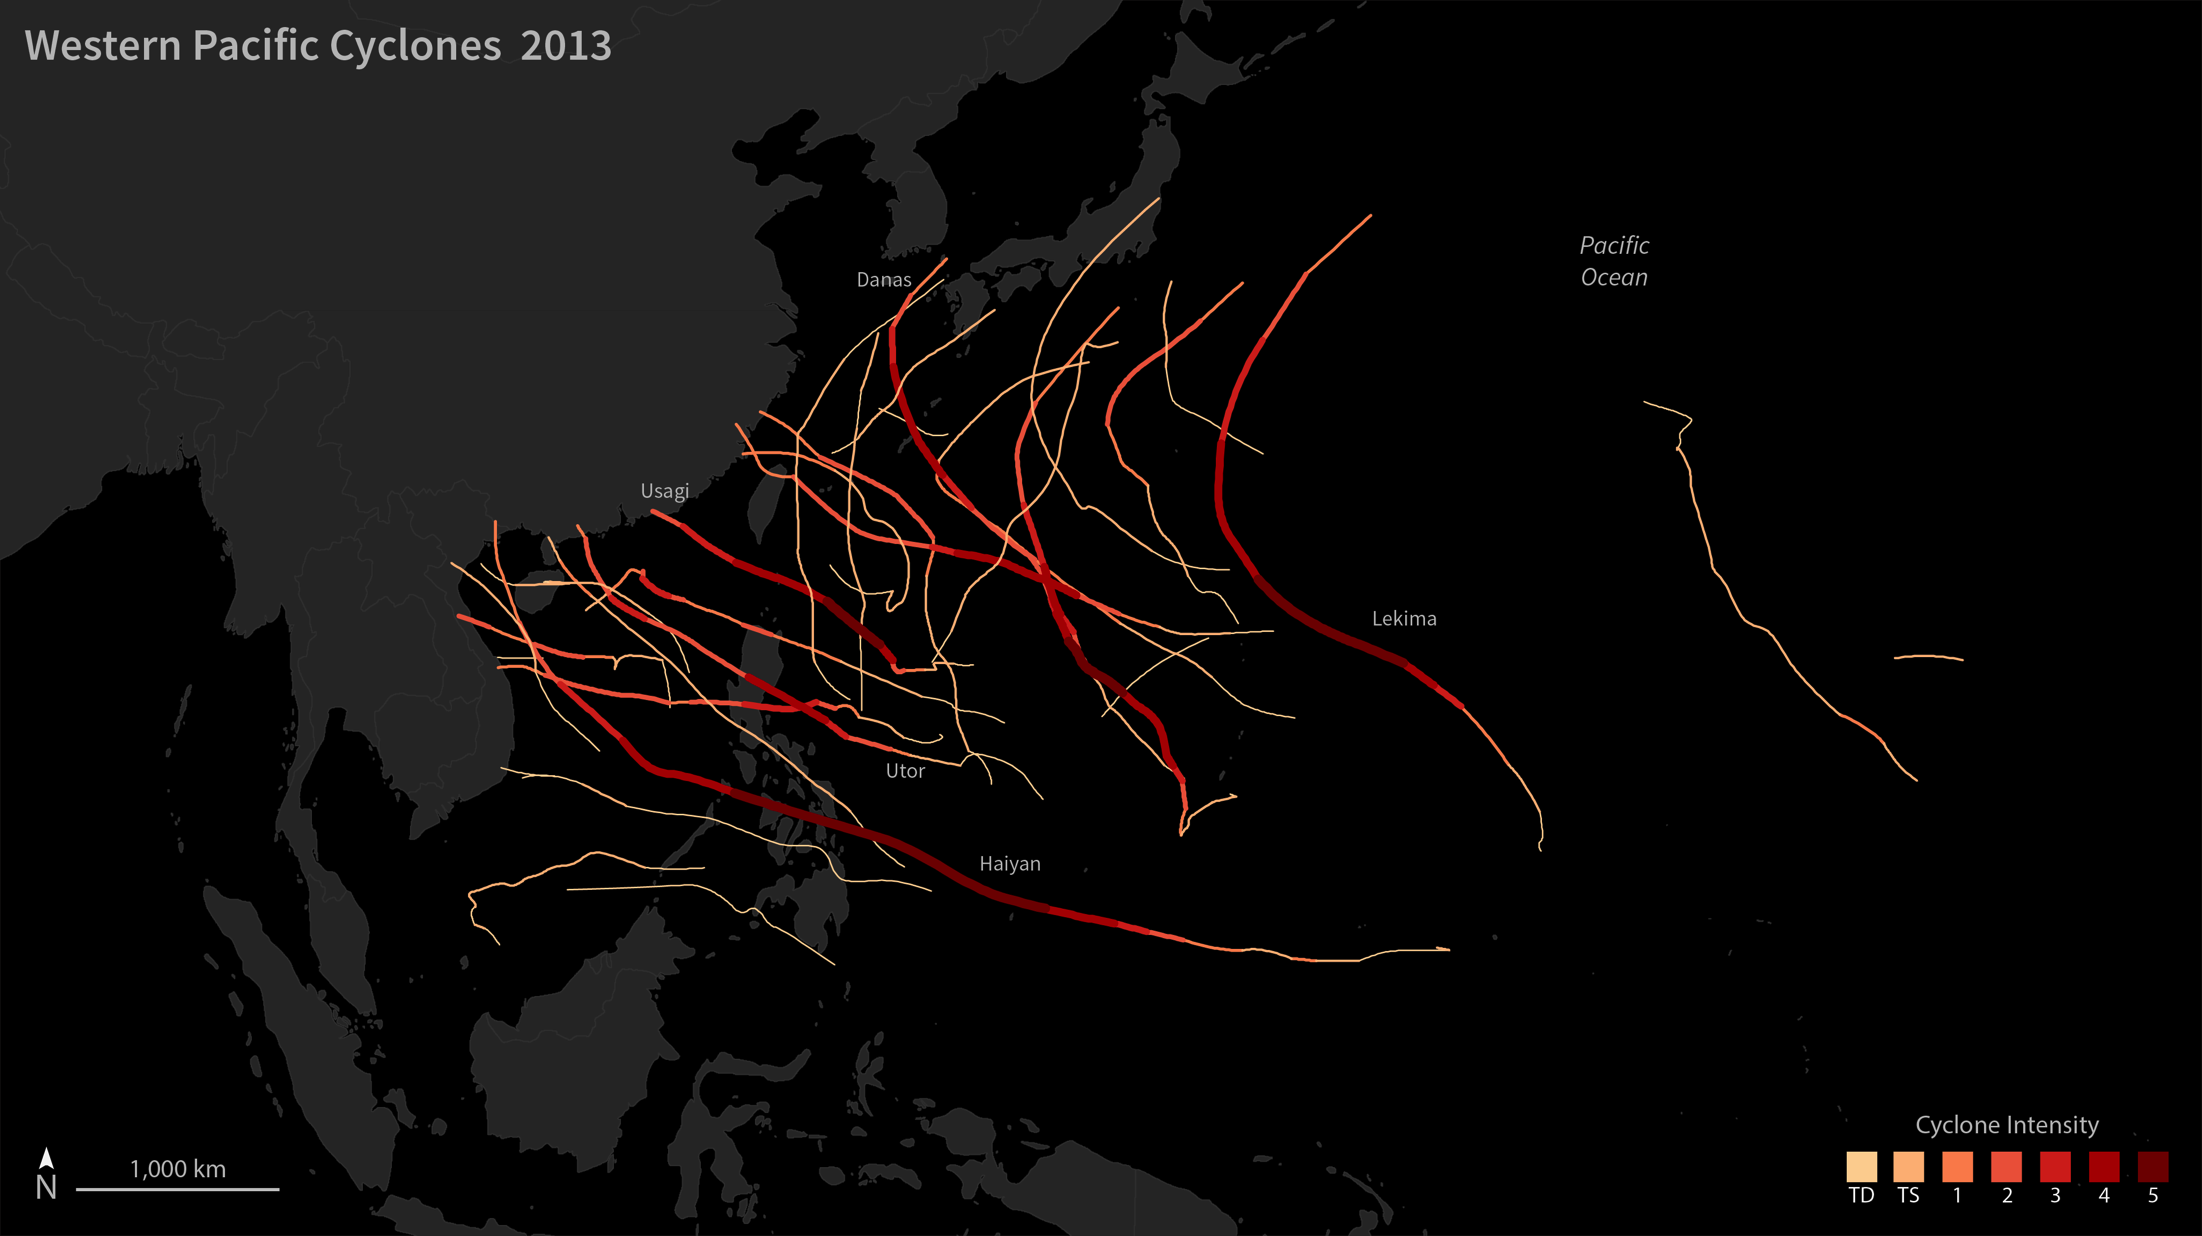 Western Pacific Cyclones 2013
Pacific
Ocean
Danas
Usagi
Lekima
Utor
Haiyan
Cyclone Intensity
TD TS 1 2 3 4 5
1,000 km
N